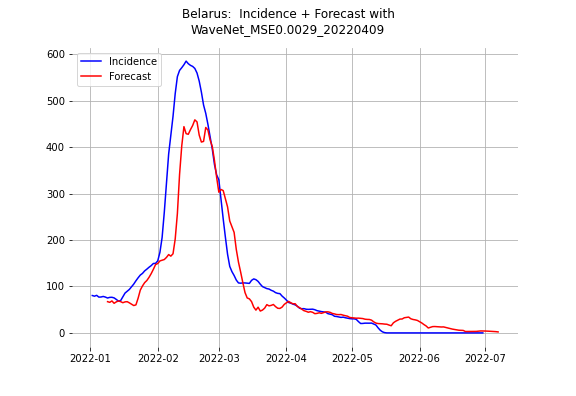 Belarus:  Incidence + Forecast with
WaveNet_MSE0.0029_20220409
Incidence
Forecast
600
500
400
300
200
100
0
2022-01 2022-02 2022-03 2022-04 2022-05 2022-06 2022-07